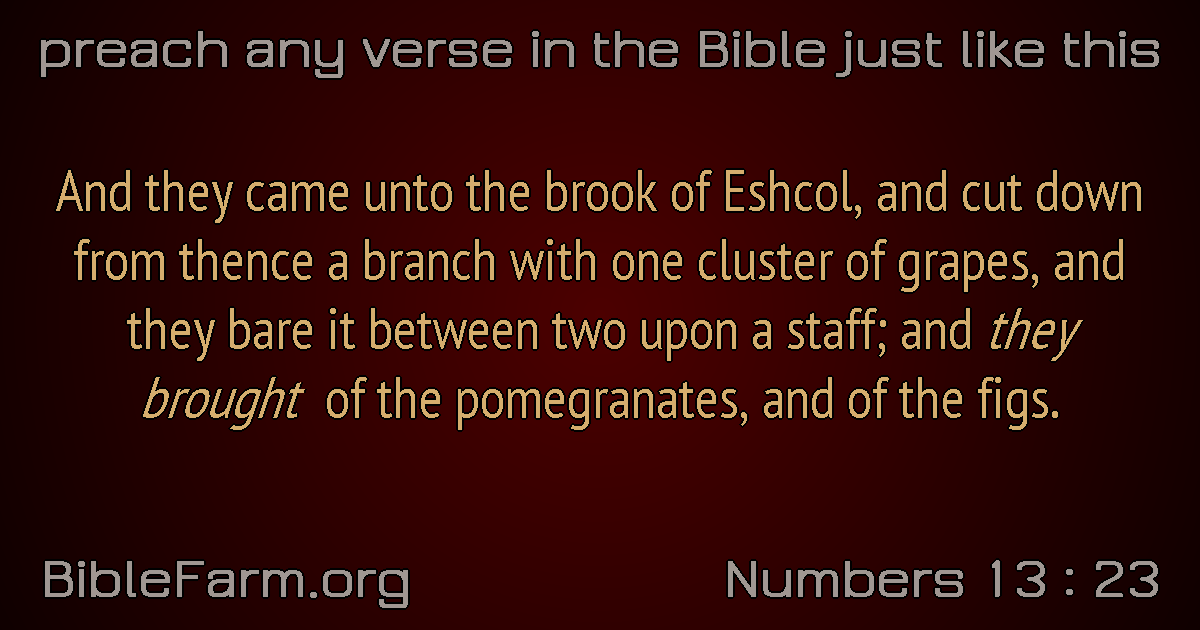 preach any verse in the Bible just like this
And they came unto the brook of Eshcol, and cut down
from thence a branch with one cluster of grapes, and
they bare it between two upon a staff; and they
brought of the pomegranates, and of the figs.
BibleFarm.org
Numbers 13 : 23